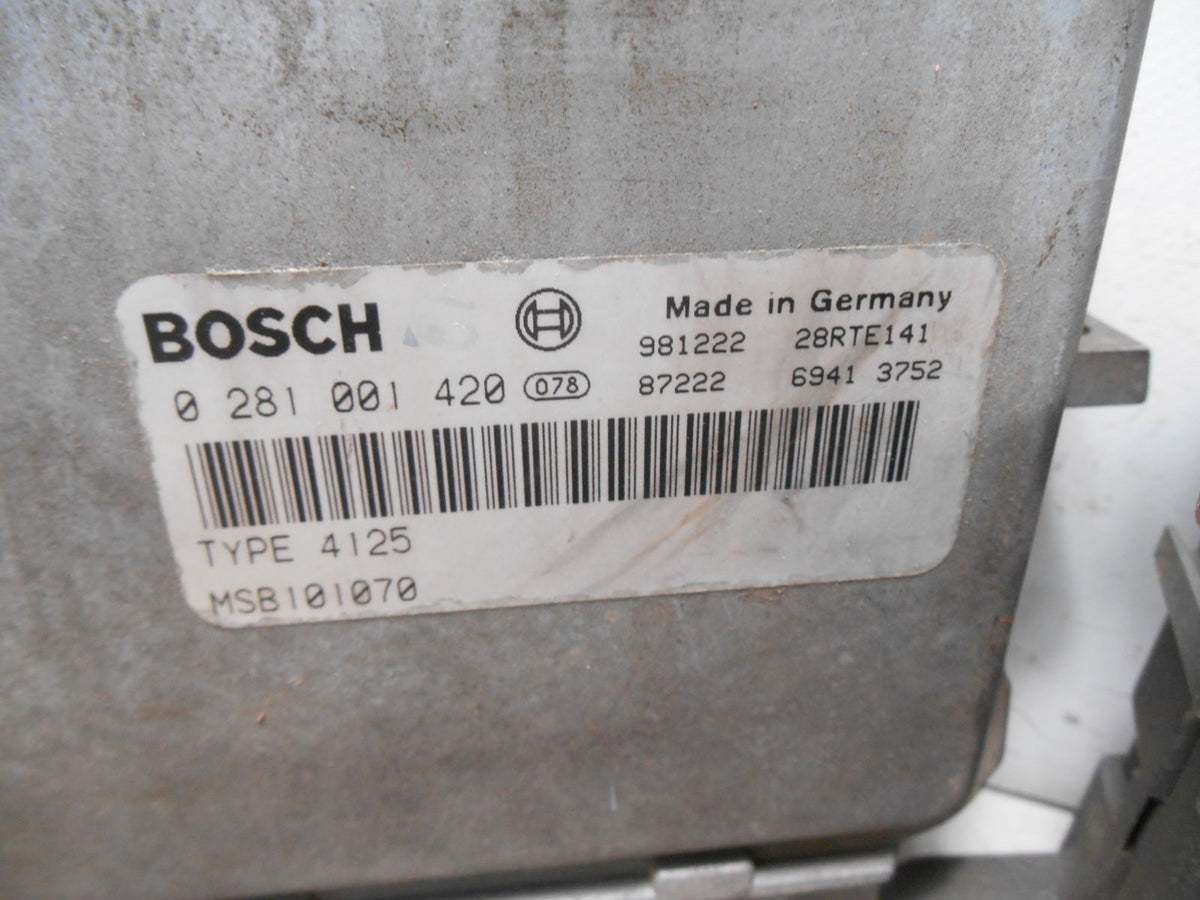 BOSCH
Made in Germany
981222 28RTE141
0 281 001 420 078
87222 6941 3752
TYPE 4125
MSB101070